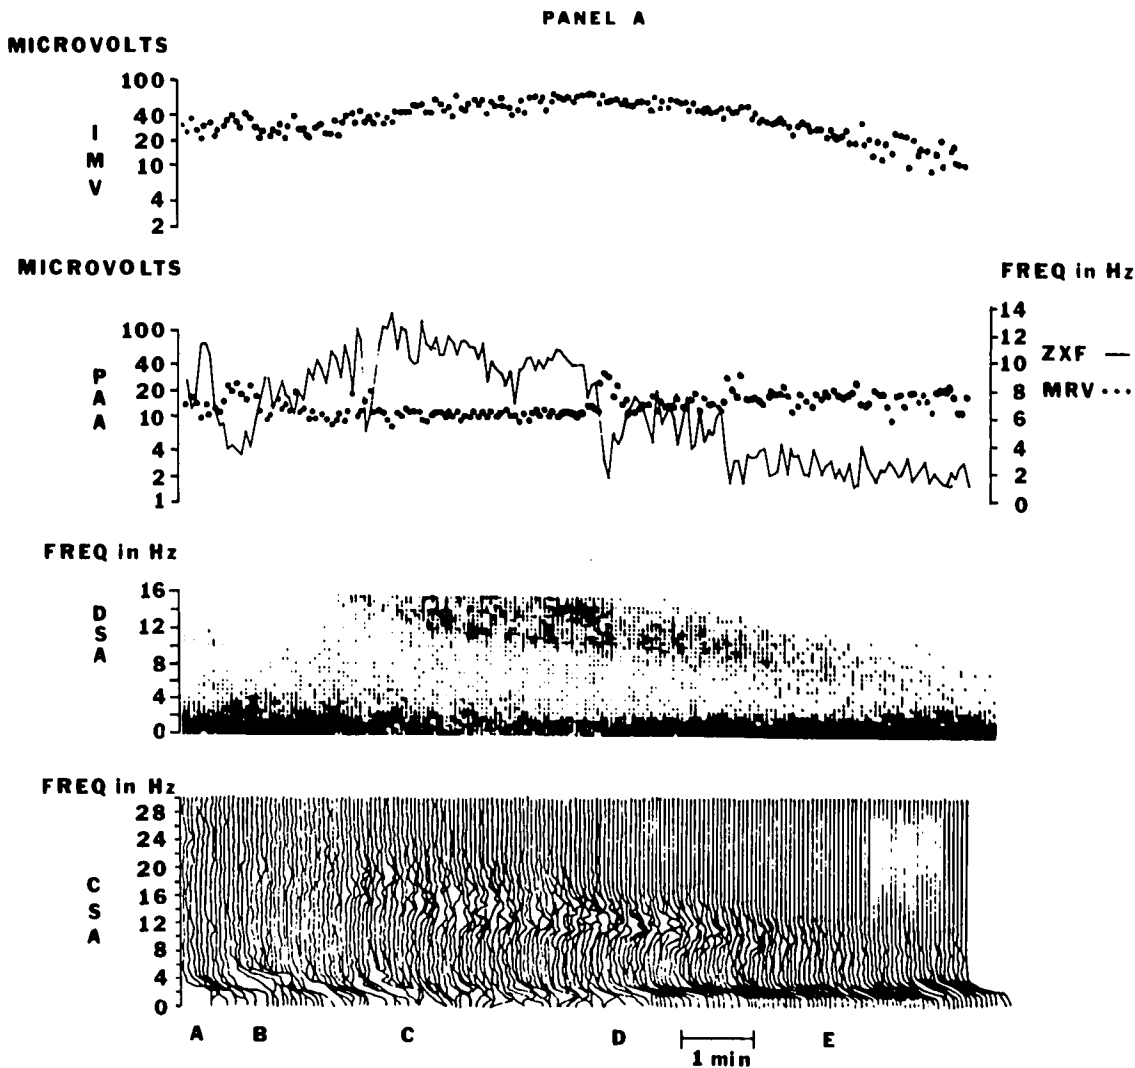 PANEL A
MICROVOLTS
100
40
20
10
4
2
I
M
V
MICROVOLTS
100
40
20
10
4
2
1
P
A
A
FREQ in Hz
14
12
10
8
6
4
2
0
ZXF —
MRV ...
FREQ in Hz
16
12
8
4
0
D
S
A
FREQ in Hz
28
24
20
16
12
8
4
0
C
S
A
A B C D E
1 min